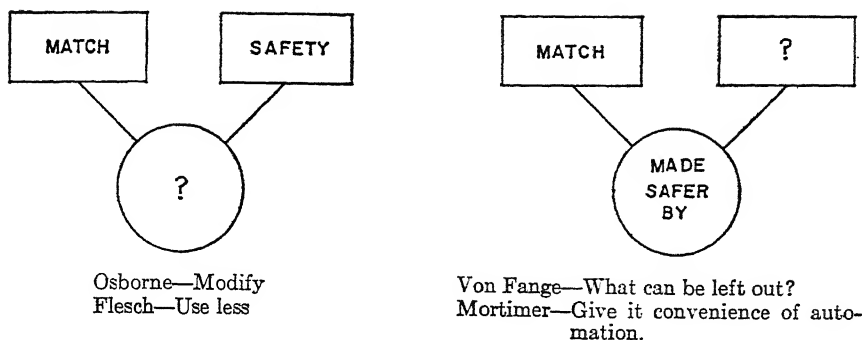 MATCH
SAFETY
?
Osborne—Modify
Flesch—Use less
MATCH
?
MADE
SAFER
BY
Von Fange—What can be left out?
Mortimer—Give it convenience of auto-
mation.